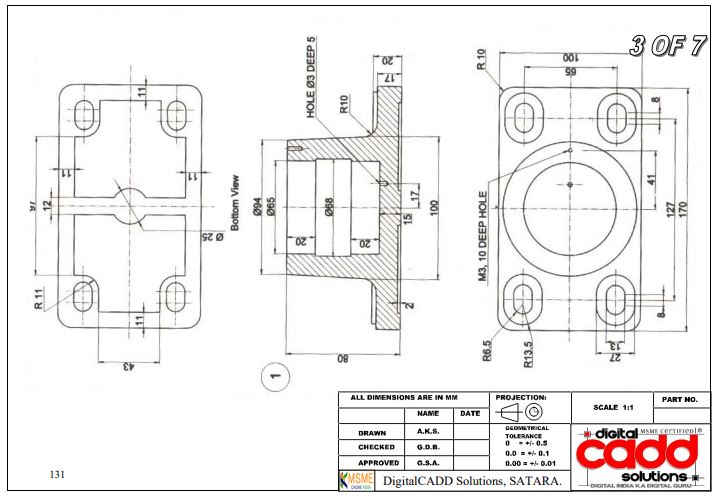 3 OF 7
11
11
11
12
76
Ø 25
Bottom View
R 11
11
43
20
17
HOLE Ø3 DEEP 5
R10
Ø94
Ø65
Ø68
20
20
17
15
100
2
80
1
R 10
100
65
8
41
127
170
M3, 10 DEEP HOLE
8
R6.5
R13.5
13
27
ALL DIMENSIONS ARE IN MM
PROJECTION:
SCALE 1:1
PART NO.
NAME DATE
DRAWN A.K.S.
CHECKED G.D.B.
APPROVED G.S.A.
GEOMETRICAL
TOLERANCE
0 = +/- 0.5
0.0 = +/- 0.1
0.00 = +/- 0.01
digital MSME CERTIFIED!®
cadd
solutions
DIGITAL INDIA KA DIGITAL GURU
MSME
DigitalCADD Solutions, SATARA.
131